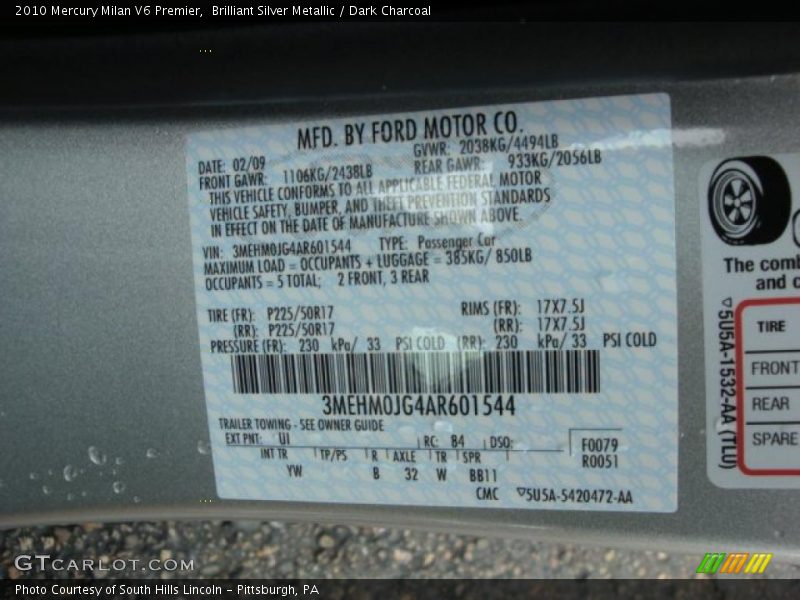 2010 Mercury Milan V6 Premier,  Brilliant Silver Metallic / Dark Charcoal
MFD. BY FORD MOTOR CO.
DATE: 02/09 GVWR: 2038KG/4494LB
FRONT GAWR: 1106KG/2438LB REAR GAWR: 933KG/2056LB
THIS VEHICLE CONFORMS TO ALL APPLICABLE FEDERAL MOTOR
VEHICLE SAFETY, BUMPER, AND THEFT PREVENTION STANDARDS
IN EFFECT ON THE DATE OF MANUFACTURE SHOWN ABOVE.
VIN: 3MEHM0JG4AR601544 TYPE: Passenger Car
MAXIMUM LOAD = OCCUPANTS + LUGGAGE = 385KG/ 850LB
OCCUPANTS = 5 TOTAL; 2 FRONT, 3 REAR
TIRE (FR): P225/50R17 RIMS (FR): 17X7.5J
(RR): P225/50R17 (RR): 17X7.5J
PRESSURE (FR): 230 kPa/ 33 PSI COLD (RR): 230 kPa/ 33 PSI COLD
3MEHM0JG4AR601544
TRAILER TOWING - SEE OWNER GUIDE
EXT PNT: UI RC: 84 DSO: F0079
INT TR TP/PS R AXLE TR SPR R0051
YW B 32 W BB11
CMC 5U5A-5420472-AA
The comb
and c
5U5A-1532-AA (TLU)
TIRE
FRONT
REAR
SPARE
GTCARLOT.COM
Photo Courtesy of South Hills Lincoln - Pittsburgh, PA